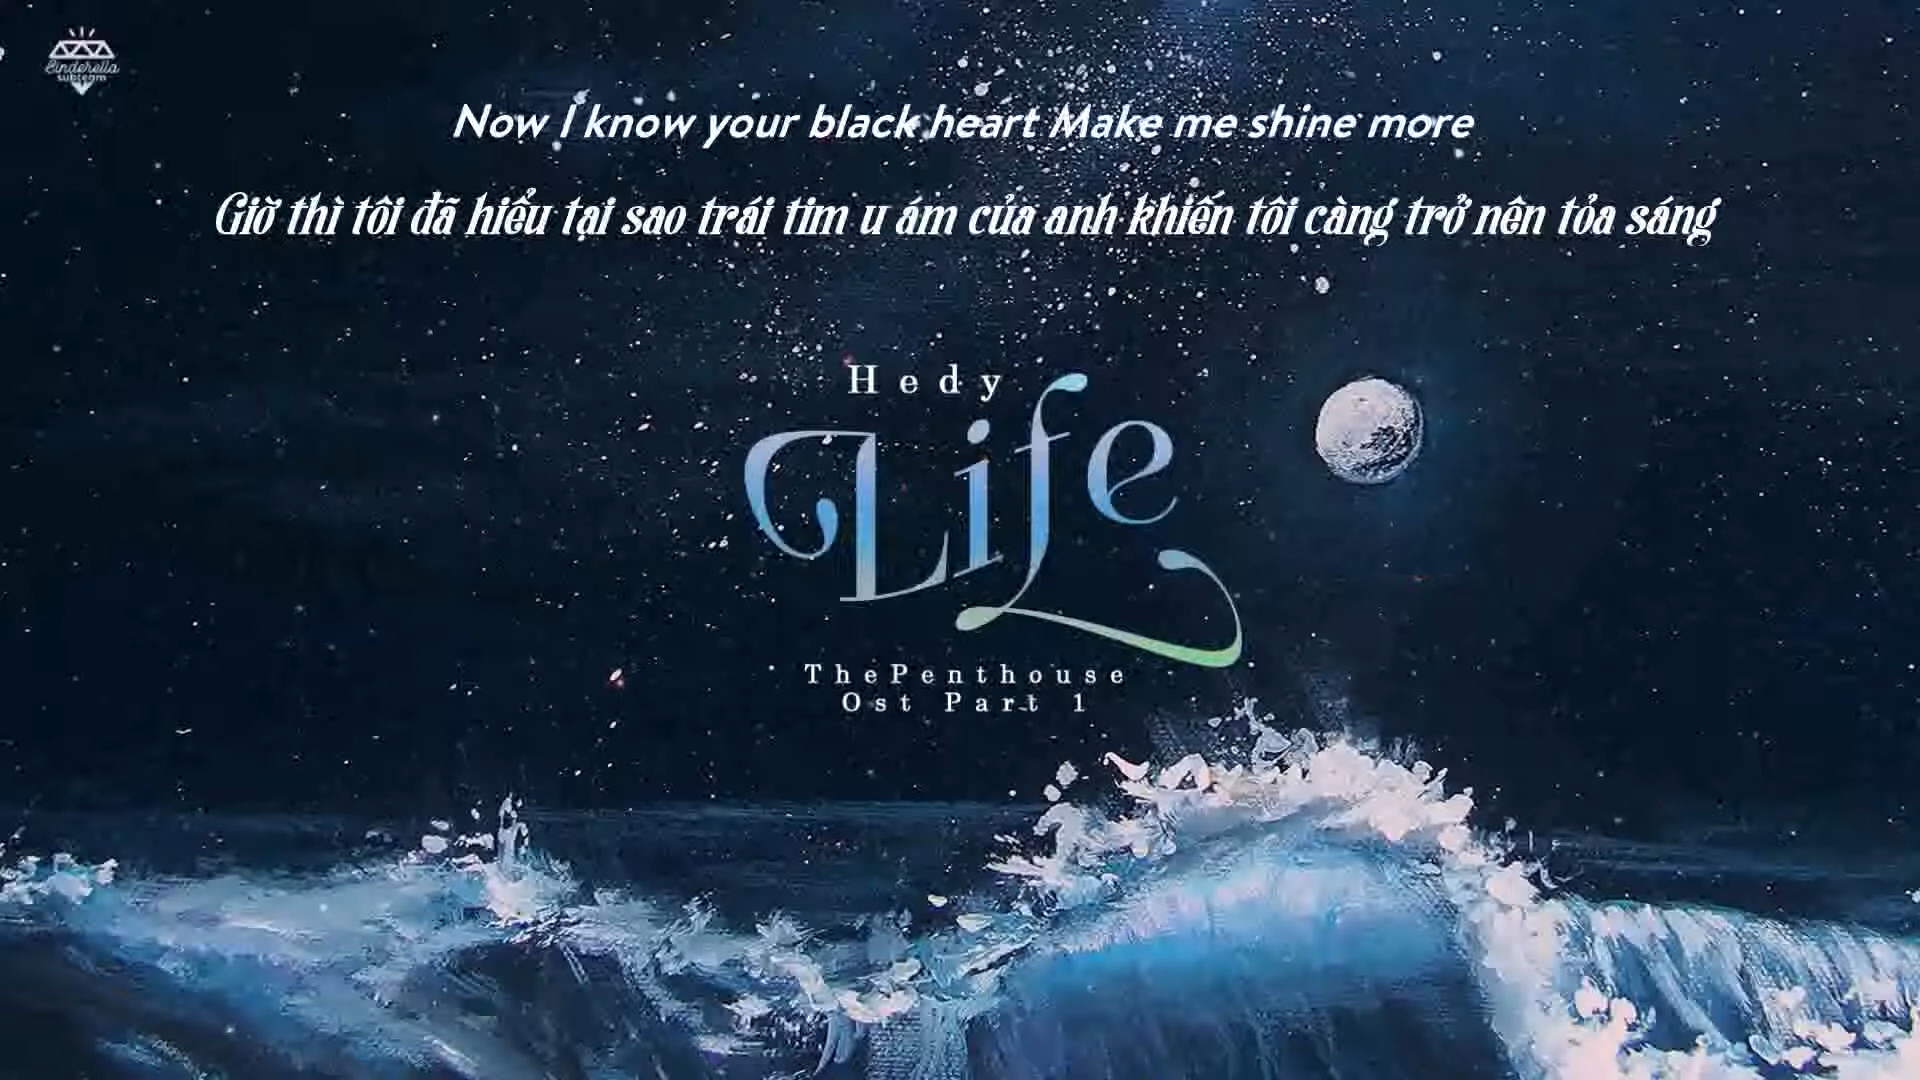 Cinderella
subteam
Now I know your black heart Make me shine more
Giờ thì tôi đã hiểu tại sao trái tim u ám của anh khiến tôi càng trở nên tỏa sáng
Hedy
Life
ThePenthouse
Ost Part 1